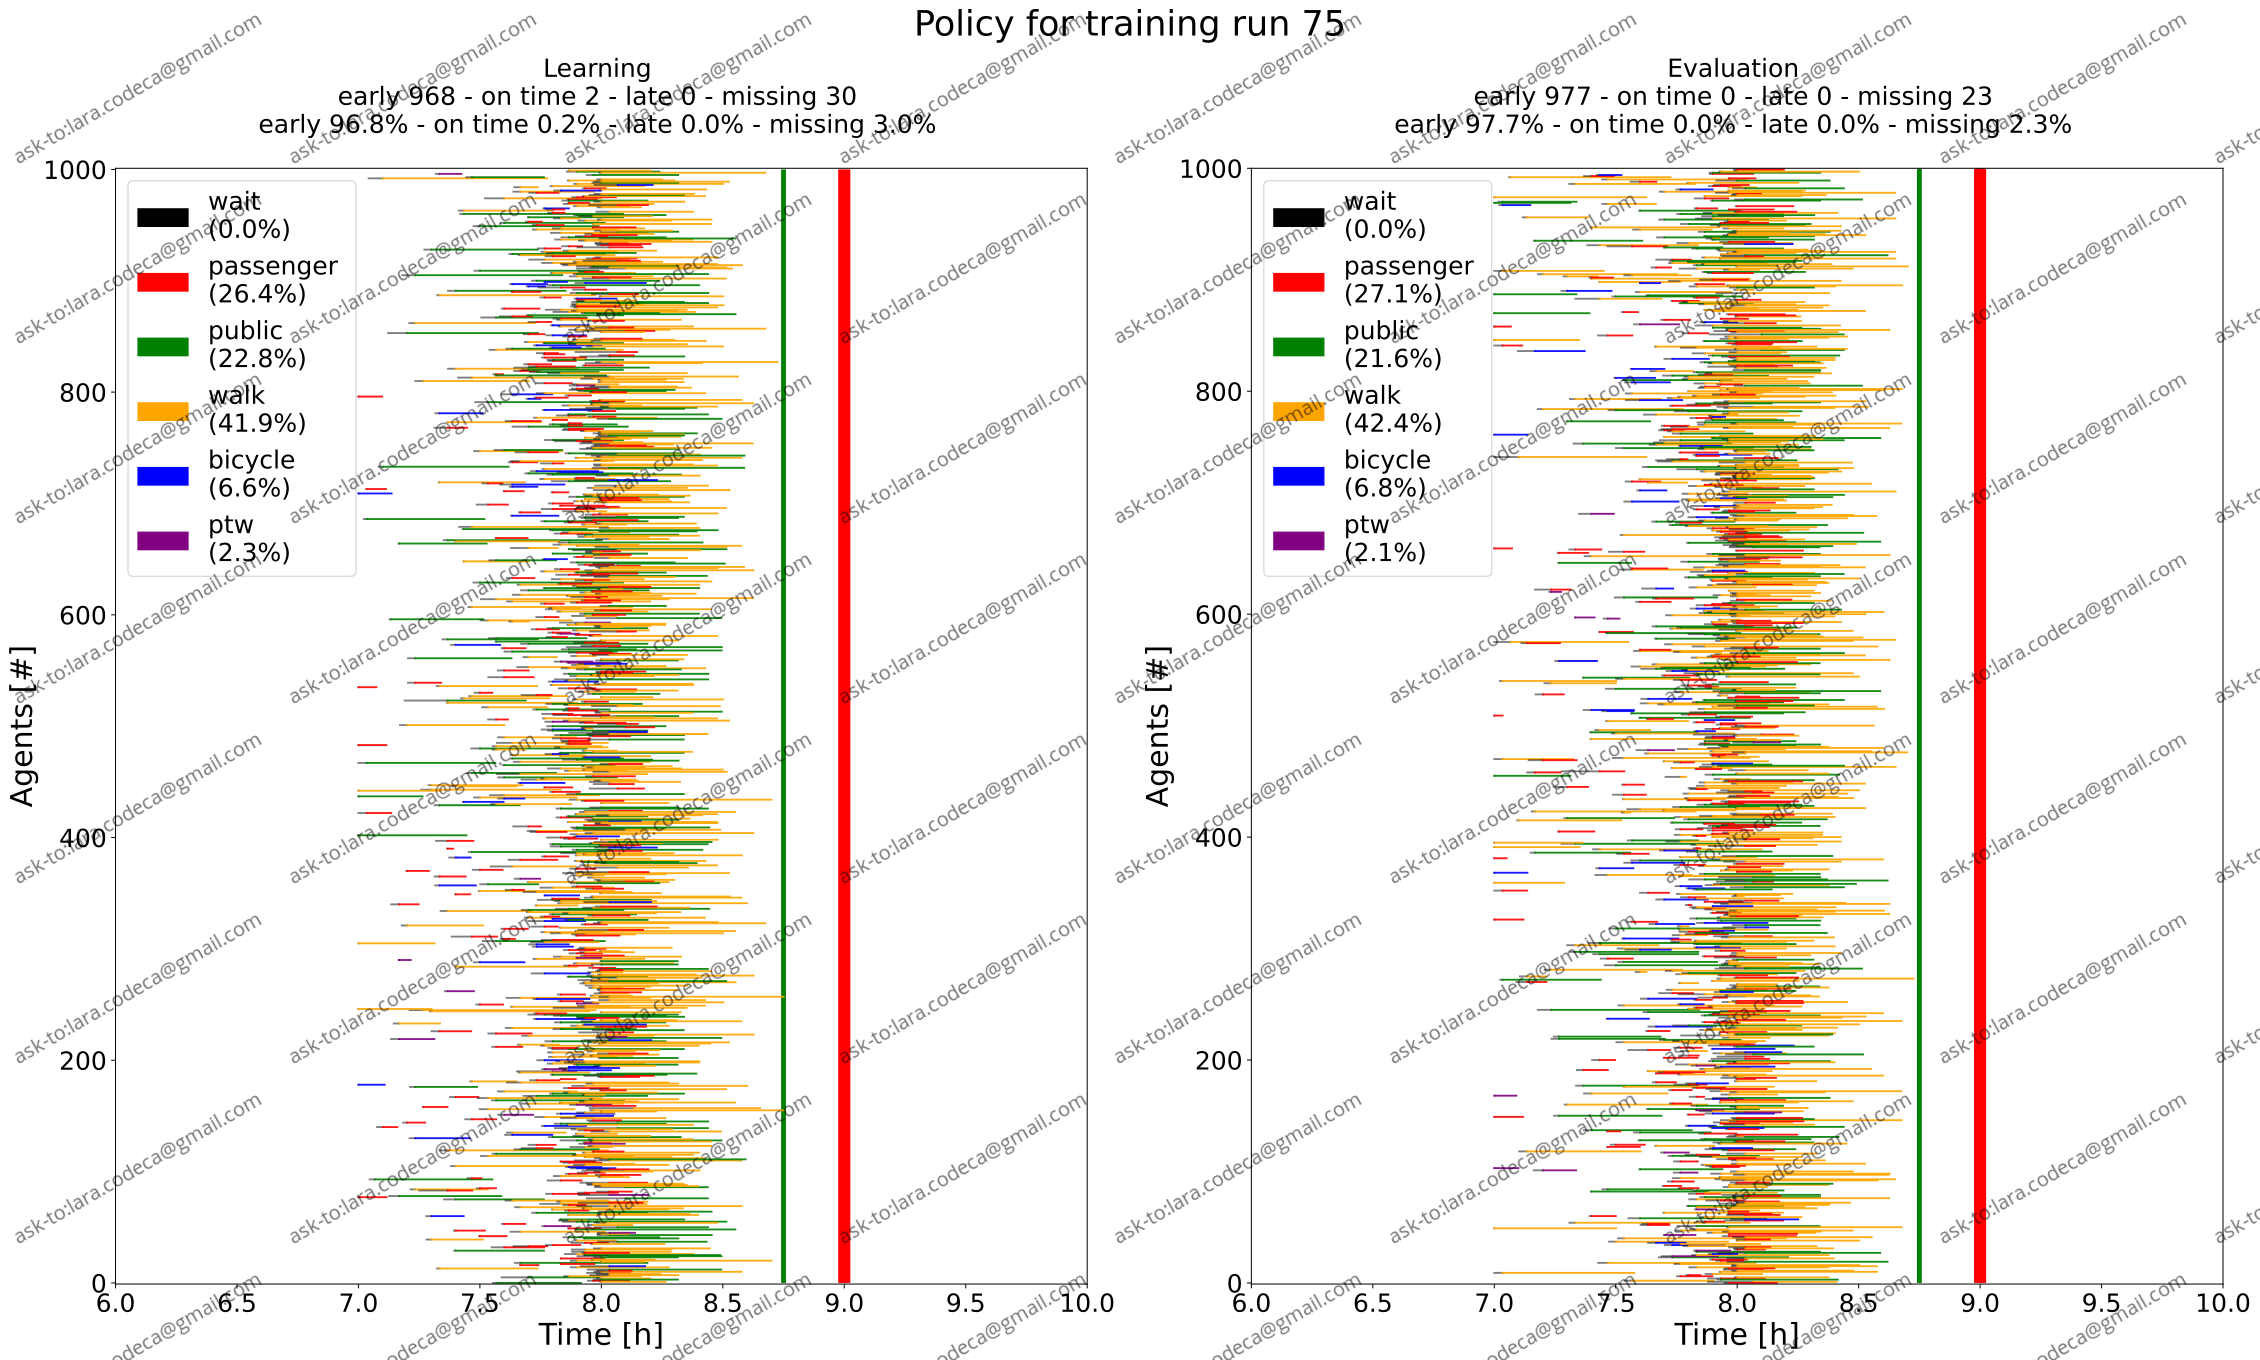 Policy for training run 75
Learning
early 968 - on time 2 - late 0 - missing 30
early 96.8% - on time 0.2% - late 0.0% - missing 3.0%
1000
800
600
400
200
0
wait
(0.0%)
passenger
(26.4%)
public
(22.8%)
walk
(41.9%)
bicycle
(6.6%)
ptw
(2.3%)
Agents [#]
6.0 6.5 7.0 7.5 8.0 8.5 9.0 9.5 10.0
Time [h]
Evaluation
early 977 - on time 0 - late 0 - missing 23
early 97.7% - on time 0.0% - late 0.0% - missing 2.3%
1000
800
600
400
200
0
wait
(0.0%)
passenger
(27.1%)
public
(21.6%)
walk
(42.4%)
bicycle
(6.8%)
ptw
(2.1%)
Agents [#]
6.0 6.5 7.0 7.5 8.0 8.5 9.0 9.5 10.0
Time [h]
ask-to:lara.codeca@gmail.com